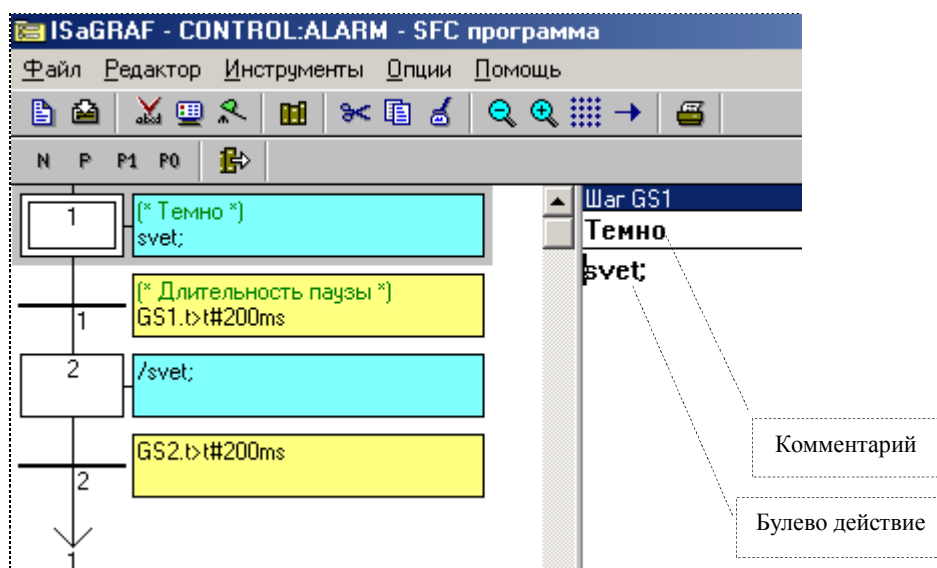 ISaGRAF - CONTROL:ALARM - SFC программа
Файл Редактор Инструменты Опции Помощь
abcd
N P P1 P0
1
(* Темно *)
svet;
1
(* Длительность паузы *)
GS1.t>t#200ms
2
/svet;
2
GS2.t>t#200ms
1
Шаг GS1
Темно
svet;
Комментарий
Булево действие